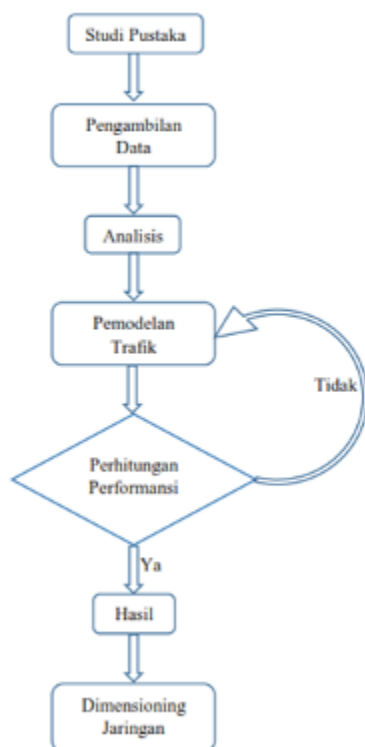 Studi Pustaka
Pengambilan
Data
Analisis
Pemodelan
Trafik
Tidak
Perhitungan
Performansi
Ya
Hasil
Dimensioning
Jaringan